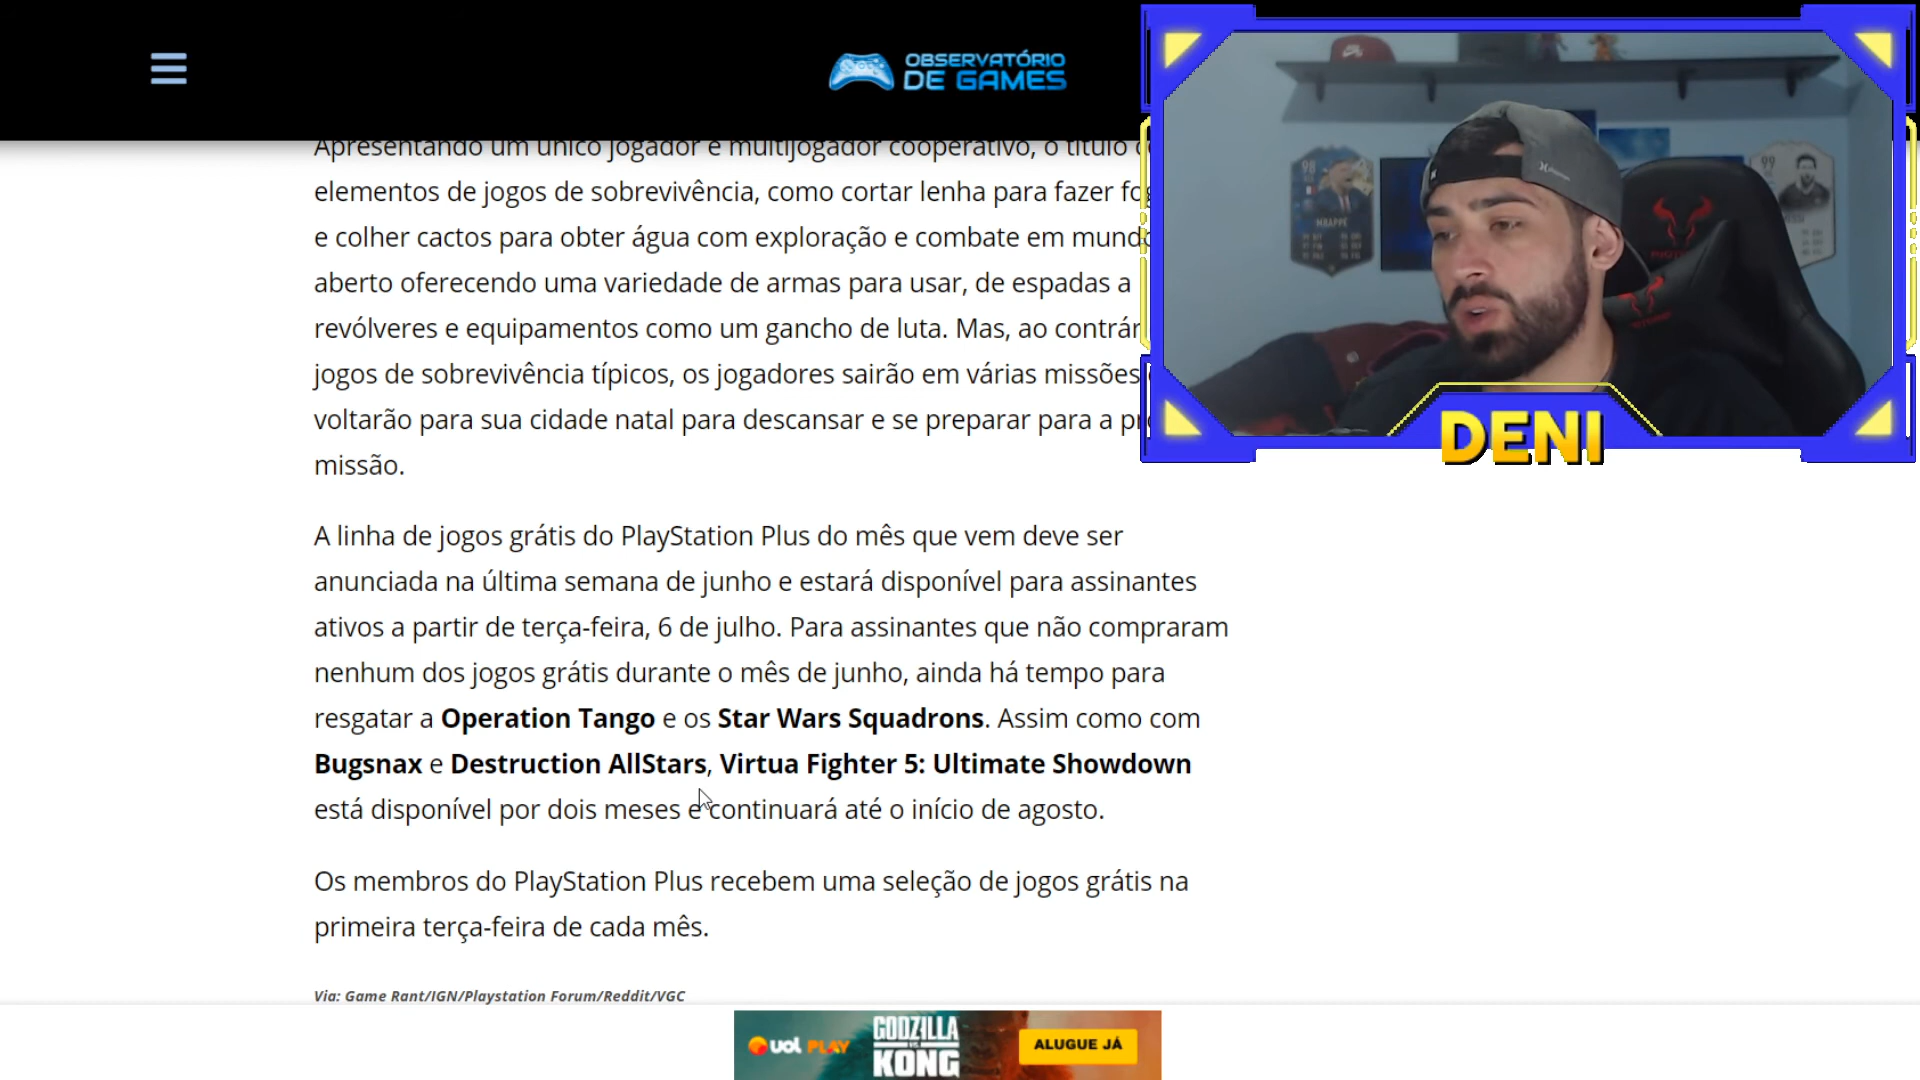 OBSERVATÓRIO
DE GAMES
Apresentando um único jogador e multijogador cooperativo, o título
elementos de jogos de sobrevivência, como cortar lenha para fazer
e colher cactos para obter água com exploração e combate em
aberto oferecendo uma variedade de armas para usar, de espadas a
revólveres e equipamentos como um gancho de luta. Mas, ao
jogos de sobrevivência típicos, os jogadores sairão em várias missões
voltarão para sua cidade natal para descansar e se preparar para a
missão.
A linha de jogos grátis do PlayStation Plus do mês que vem deve ser
anunciada na última semana de junho e estará disponível para assinantes
ativos a partir de terça-feira, 6 de julho. Para assinantes que não compraram
nenhum dos jogos grátis durante o mês de junho, ainda há tempo para
resgatar a Operation Tango e os Star Wars Squadrons. Assim como com
Bugsnax e Destruction AllStars, Virtua Fighter 5: Ultimate Showdown
está disponível por dois meses e continuará até o início de agosto.
Os membros do PlayStation Plus recebem uma seleção de jogos grátis na
primeira terça-feira de cada mês.
Via: Game Rant/IGN/Playstation Forum/Reddit/VGC
98
MBAPPÉ
99
DENI
UOL PLAY
GODZILLA
KONG
ALUGUE JÁ